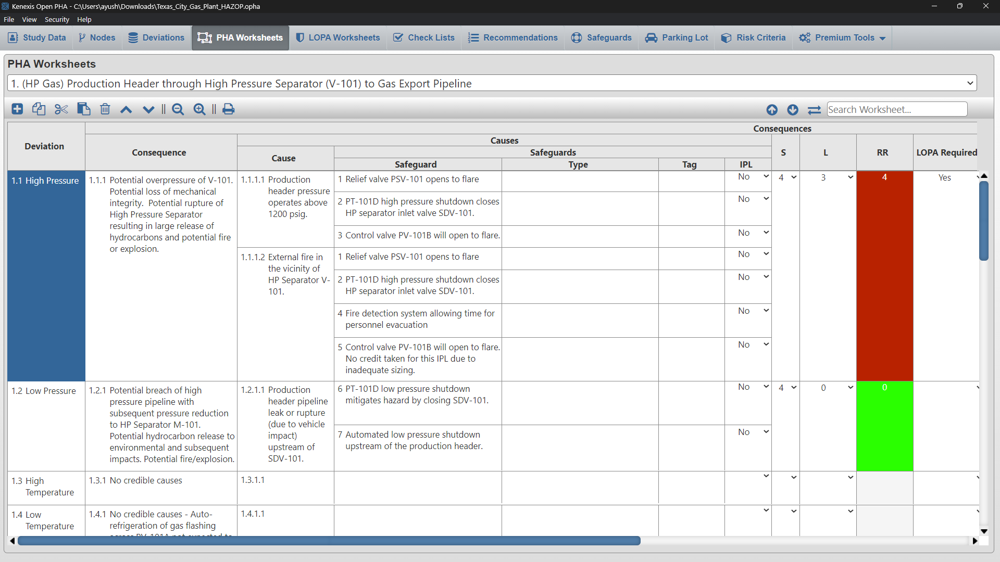 Kenexis Open PHA - C:\Users\ayush\Downloads\Texas_City_Gas_Plant_HAZOP.opha
File View Security Help
Study Data Nodes Deviations PHA Worksheets LOPA Worksheets Check Lists Recommendations Safeguards Parking Lot Risk Criteria Premium Tools
PHA Worksheets
1. (HP Gas) Production Header through High Pressure Separator (V-101) to Gas Export Pipeline
Search Worksheet...
Consequences
Causes
Deviation
Consequence
Cause
Safeguards
S
L
RR
LOPA Required
Safeguard
Type
Tag
IPL
1.1 High Pressure
1.1.1 Potential overpressure of V-101.
Potential loss of mechanical
integrity. Potential rupture of
High Pressure Separator
resulting in large release of
hydrocarbons and potential fire
or explosion.
1.1.1.1 Production
header pressure
operates above
1200 psig.
1 Relief valve PSV-101 opens to flare
No
4
3
4
Yes
2 PT-101D high pressure shutdown closes
HP separator inlet valve SDV-101.
No
3 Control valve PV-101B will open to flare.
No
1.1.1.2 External fire in
the vicinity of
HP Separator V-
101.
1 Relief valve PSV-101 opens to flare
No
2 PT-101D high pressure shutdown closes
HP separator inlet valve SDV-101.
No
4 Fire detection system allowing time for
personnel evacuation
No
5 Control valve PV-101B will open to flare.
No credit taken for this IPL due to
inadequate sizing.
No
1.2 Low Pressure
1.2.1 Potential breach of high
pressure pipeline with
subsequent pressure reduction
to HP Separator M-101.
Potential hydrocarbon release to
environmental and subsequent
impacts. Potential fire/explosion.
1.2.1.1 Production
header pipeline
leak or rupture
(due to vehicle
impact)
upstream of
SDV-101.
6 PT-101D low pressure shutdown
mitigates hazard by closing SDV-101.
No
4
0
0
7 Automated low pressure shutdown
upstream of the production header.
No
1.3 High
Temperature
1.3.1 No credible causes
1.3.1.1
1.4 Low
Temperature
1.4.1 No credible causes - Auto-
refrigeration of gas flashing
across PV-101A not expected to
1.4.1.1